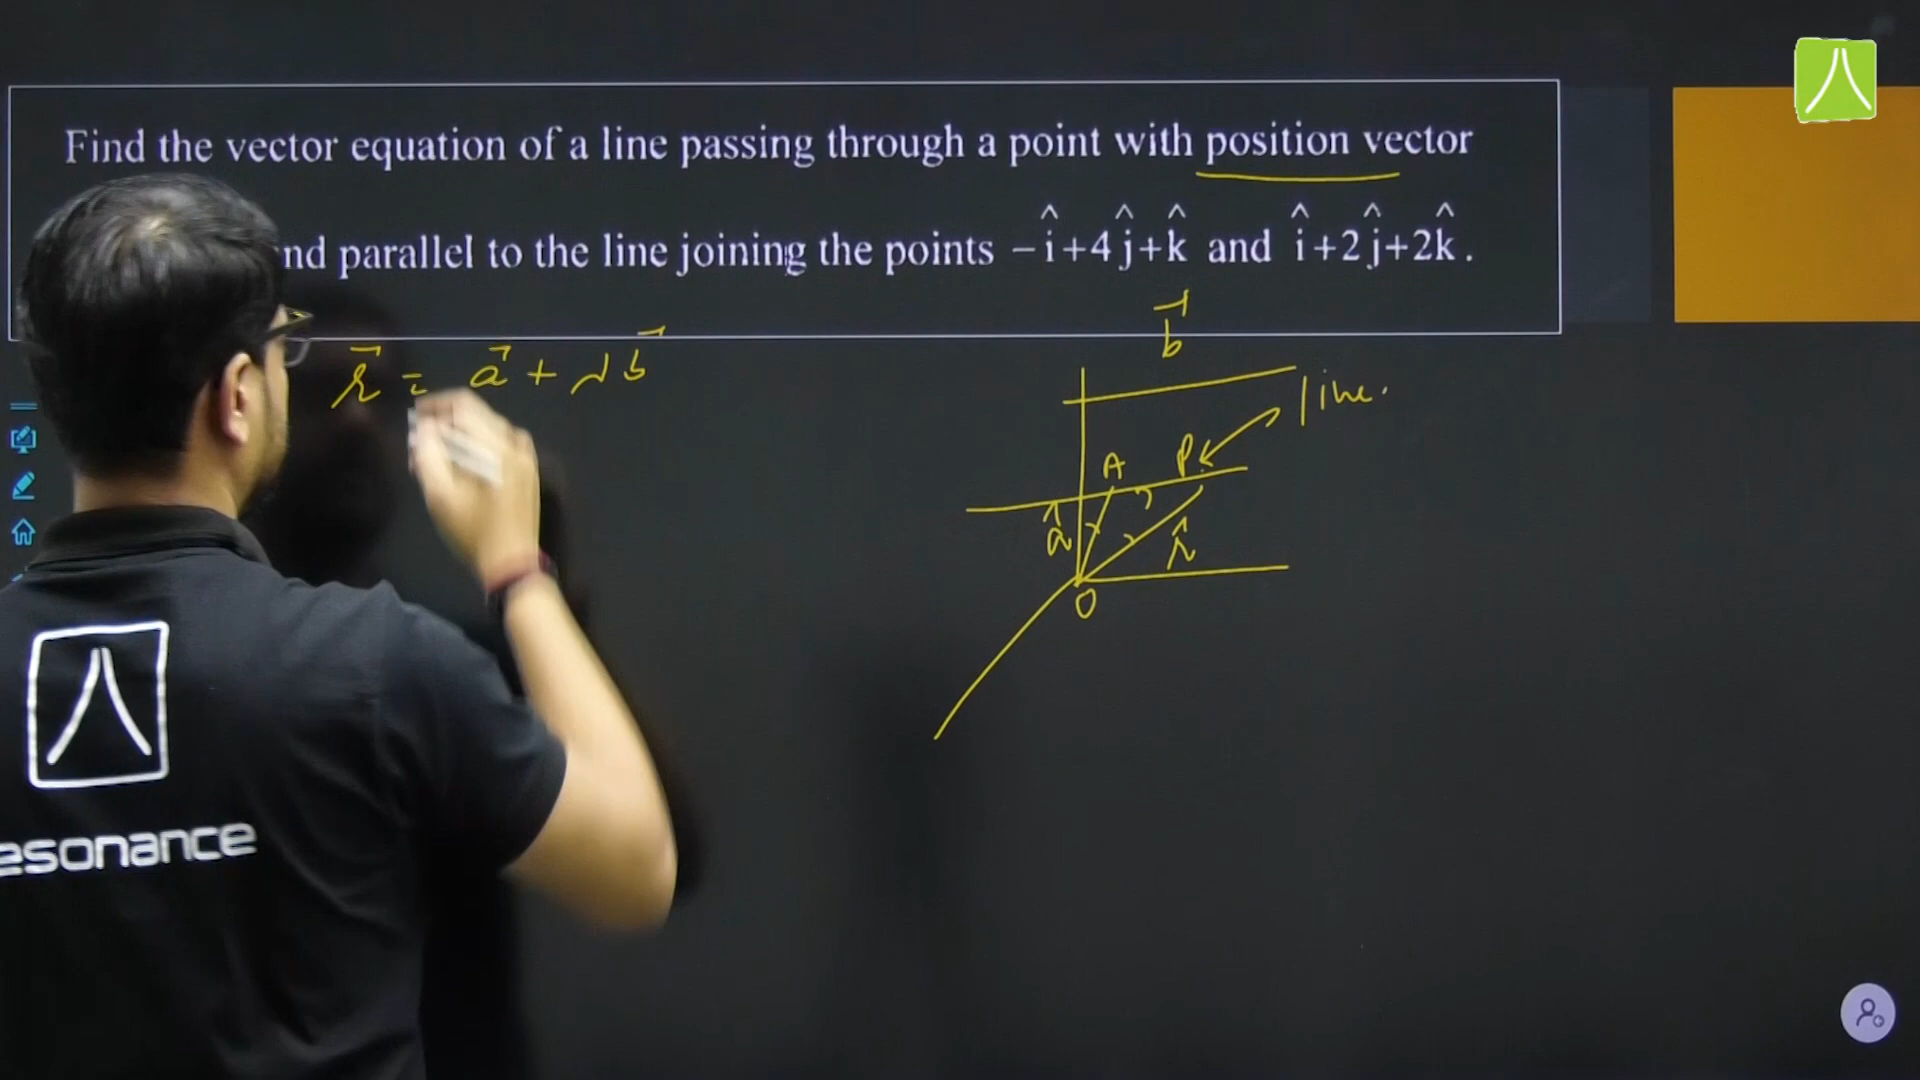 Find the vector equation of a line passing through a point with position vector
nd parallel to the line joining the points −î+4ĵ+k̂ and î+2ĵ+2k̂.
r⃗ = a⃗ + λb⃗
b⃗
line.
A P
a⃗
r⃗
O
esonance